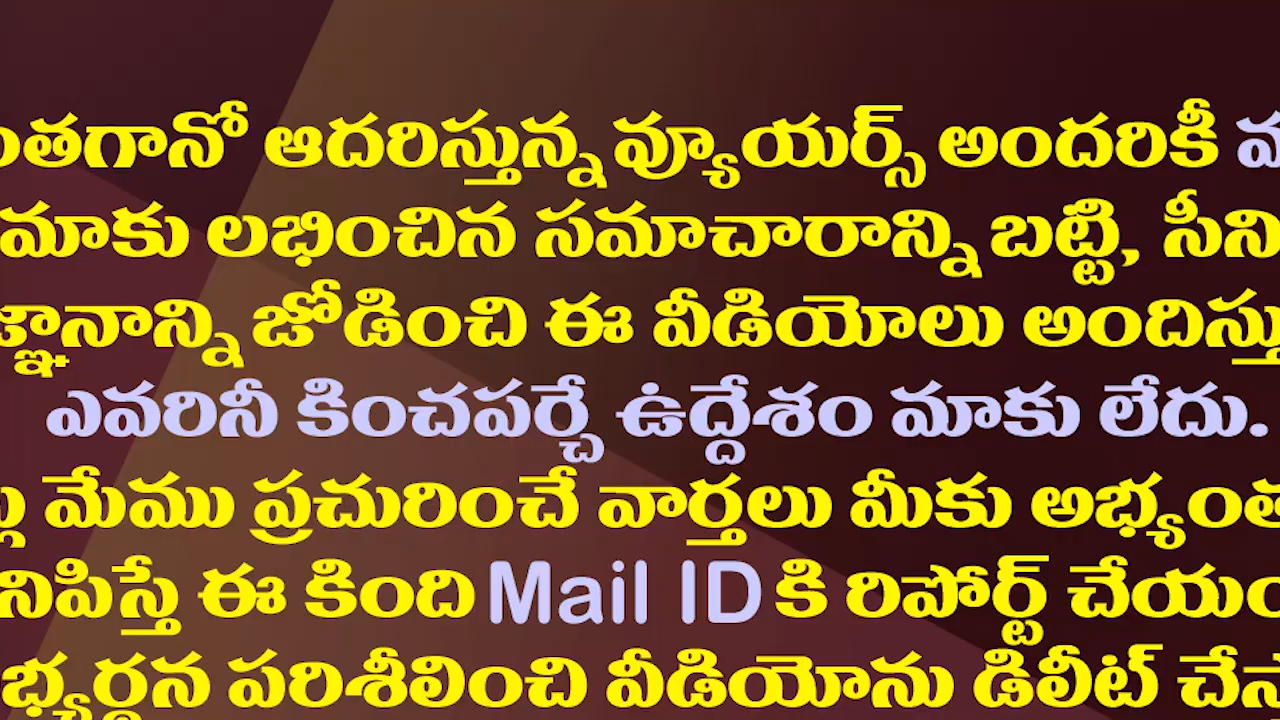 ంతగానో ఆదరిస్తున్న వ్యూయర్స్ అందరికీ
మాకు లభించిన సమాచారాన్ని బట్టి, సీని
జ్ఞానాన్ని జోడించి ఈ వీడియోలు అందిస్తు
ఎవరినీ కించపర్చే ఉద్దేశం మాకు లేదు.
మేము ప్రచురించే వార్తలు మీకు అభ్యంత
నిపిస్తే ఈ కింది Mail ID కి రిపోర్ట్ చేయం
భ్యర్థన పరిశీలించి వీడియోను డిలీట్ చేస